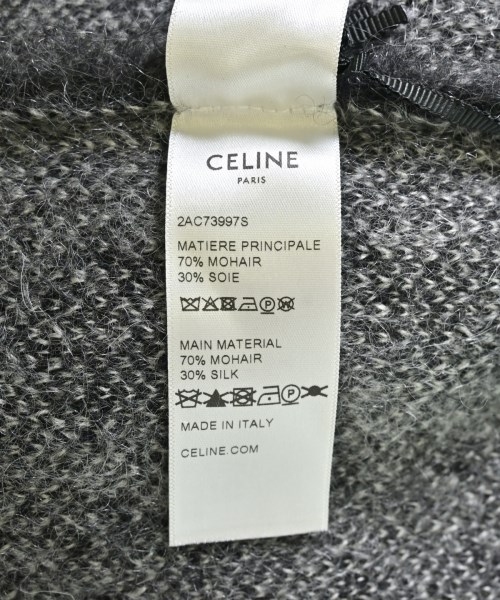 CELINE
PARIS
2AC73997S
MATIERE PRINCIPALE
70% MOHAIR
30% SOIE
MAIN MATERIAL
70% MOHAIR
30% SILK
MADE IN ITALY
CELINE.COM